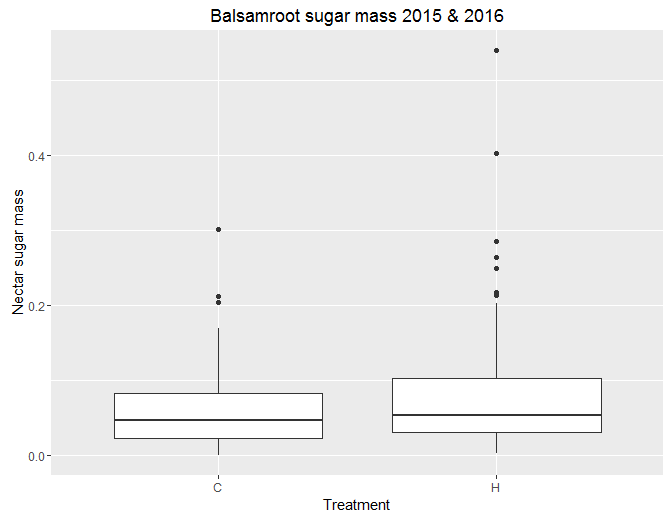 Balsamroot sugar mass 2015 & 2016
Nectar sugar mass
0.4
0.2
0.0
C
H
Treatment